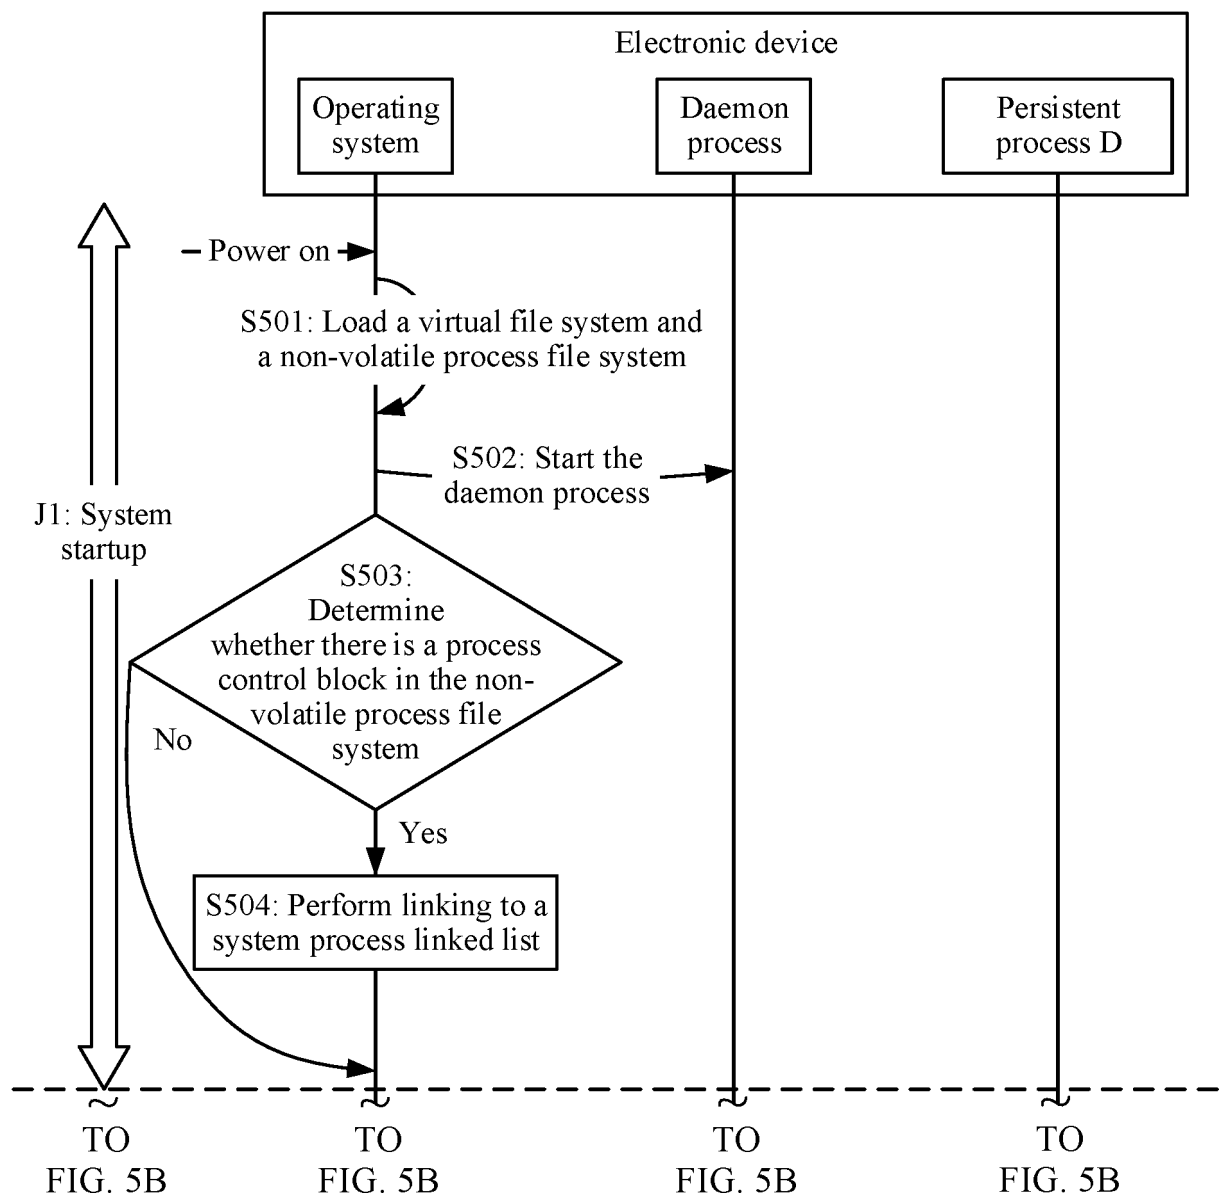 Electronic device
Operating
system
Daemon
process
Persistent
process D
Power on
S501: Load a virtual file system and
a non-volatile process file system
S502: Start the
daemon process
J1: System
startup
S503:
Determine
whether there is a process
control block in the non-
volatile process file
system
No
Yes
S504: Perform linking to a
system process linked list
TO
FIG. 5B
TO
FIG. 5B
TO
FIG. 5B
TO
FIG. 5B